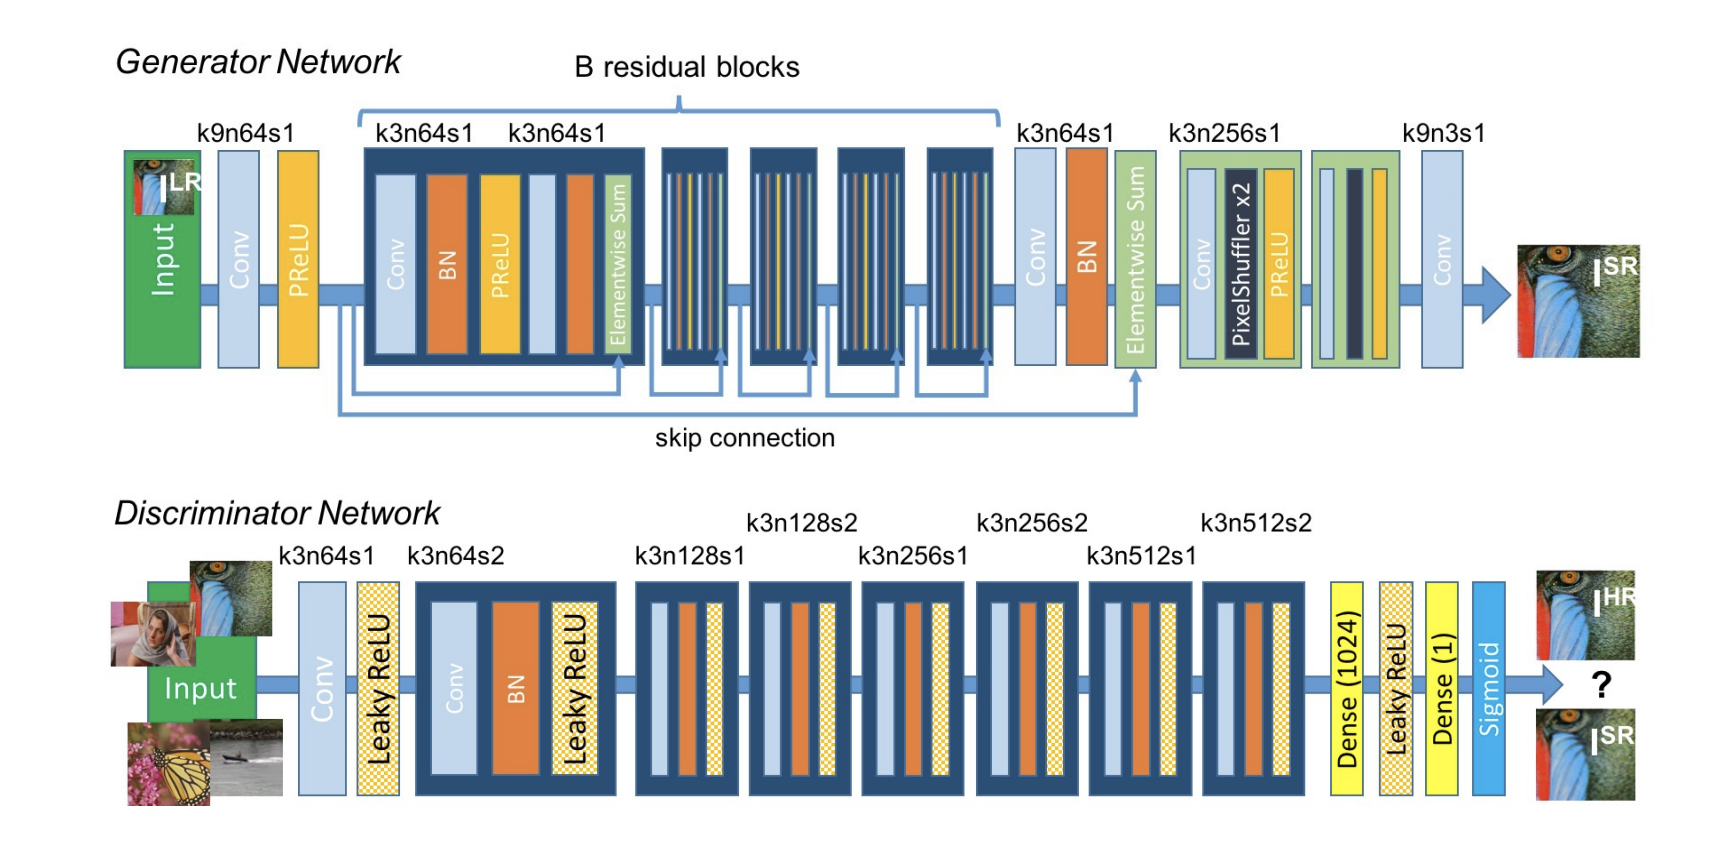 Generator Network
B residual blocks
k9n64s1
k3n64s1
k3n64s1
k3n64s1
k3n256s1
k9n3s1
I LR
Input
Conv
PReLU
Conv
BN
PReLU
Elementwise Sum
Conv
BN
Elementwise Sum
Conv
PixelShuffler x2
PReLU
Conv
I SR
skip connection
Discriminator Network
k3n64s1
k3n64s2
k3n128s1
k3n128s2
k3n256s1
k3n256s2
k3n512s1
k3n512s2
Input
Conv
Leaky ReLU
Conv
BN
Leaky ReLU
Dense (1024)
Leaky ReLU
Dense (1)
Sigmoid
I HR
?
I SR